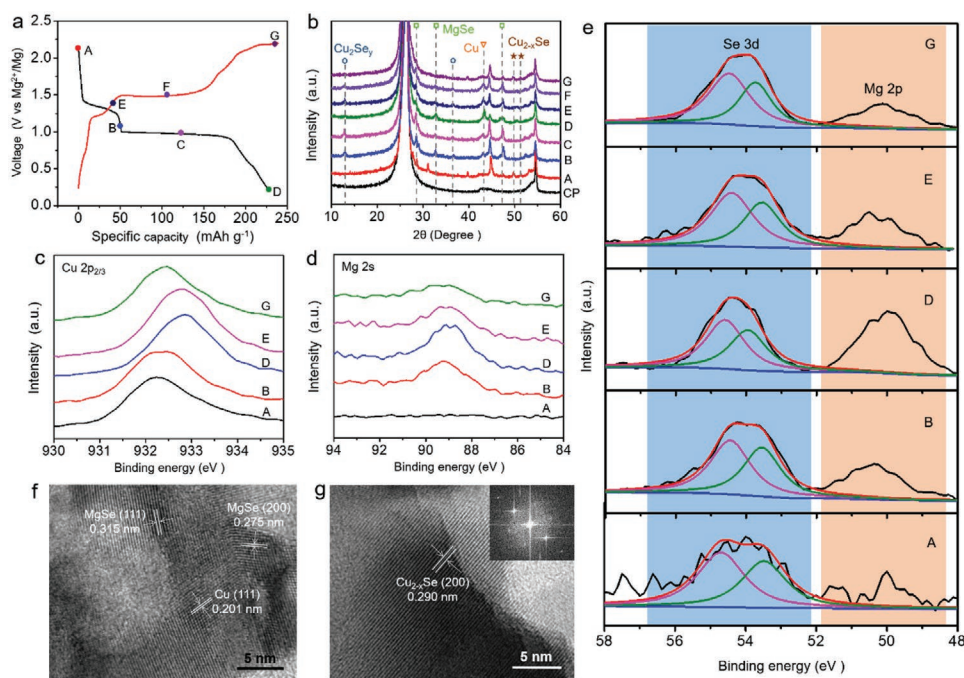 a
Voltage (V vs Mg2+/Mg)
2.5
2.0
1.5
1.0
0.5
0.0
A
E
B
F
C
G
D
0 50 100 150 200 250
Specific capacity (mAh g-1)
b
Intensity (a.u.)
Cu2Sey
MgSe
Cu
Cu2-xSe
G
F
E
D
C
B
A
CP
10 20 30 40 50 60
2θ (Degree )
c
Cu 2p2/3
Intensity (a.u.)
G
E
D
B
A
930 931 932 933 934 935
Binding energy (eV )
d
Mg 2s
Intensity (a.u.)
G
E
D
B
A
94 92 90 88 86 84
Binding energy (eV )
e
Se 3d
Mg 2p
G
E
D
B
A
Intensity (a.u.)
58 56 54 52 50 48
Binding energy (eV )
f
MgSe (111)
0.315 nm
MgSe (200)
0.275 nm
Cu (111)
0.201 nm
5 nm
g
Cu2-xSe (200)
0.290 nm
5 nm